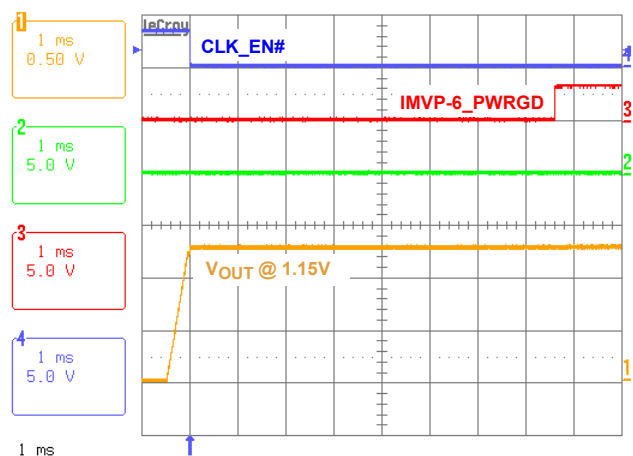 1
1 ms
0.50 V
2
1 ms
5.0 V
3
1 ms
5.0 V
4
1 ms
5.0 V
1 ms
LeCroy
CLK_EN#
4
IMVP-6_PWRGD
3
2
VOUT @ 1.15V
1